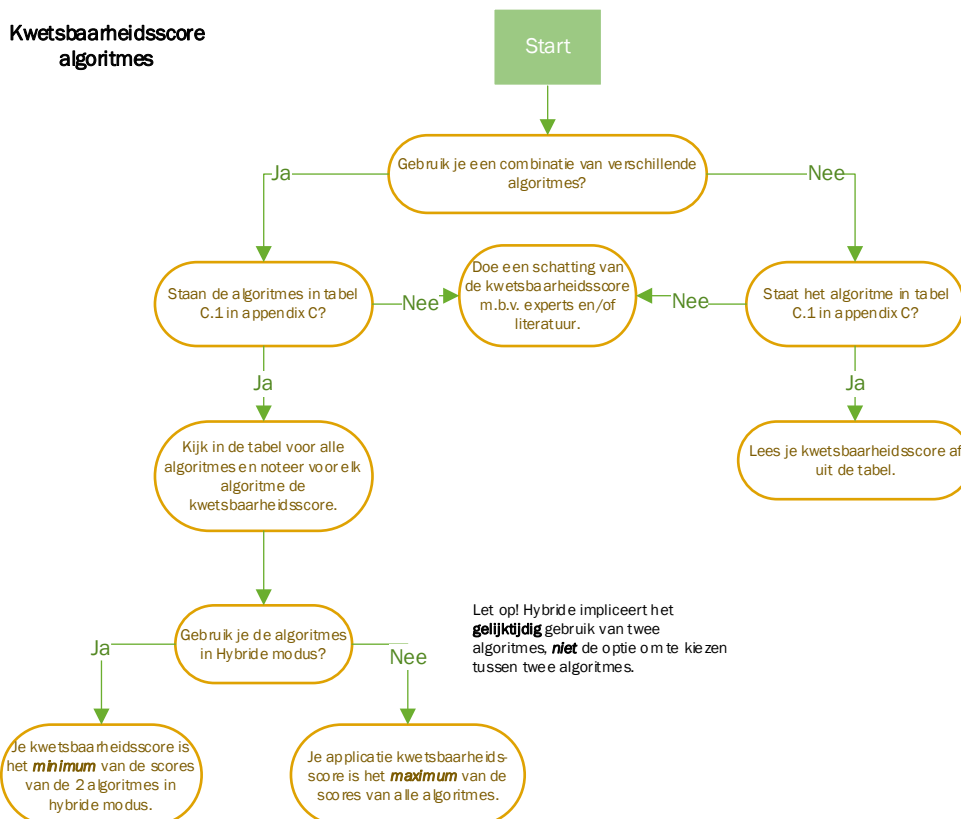 Kwetsbaarheidsscore
algoritmes
Start
Gebruik je een combinatie van verschillende
algoritmes?
Ja
Nee
Staan de algoritmes in tabel
C.1 in appendix C?
Nee
Doe een schatting van
de kwetsbaarheidsscore
m.b.v. experts en/of
literatuur.
Nee
Staat het algoritme in tabel
C.1 in appendix C?
Ja
Ja
Kijk in de tabel voor alle
algoritmes en noteer voor elk
algoritme de
kwetsbaarheidsscore.
Lees je kwetsbaarheidsscore af
uit de tabel.
Gebruik je de algoritmes
in Hybride modus?
Ja
Nee
Let op! Hybride impliceert het
gelijktijdig gebruik van twee
algoritmes, niet de optie om te kiezen
tussen twee algoritmes.
Je kwetsbaarheidsscore is
het minimum van de scores
van de 2 algoritmes in
hybride modus.
Je applicatie kwetsbaarheids-
score is het maximum van de
scores van alle algoritmes.